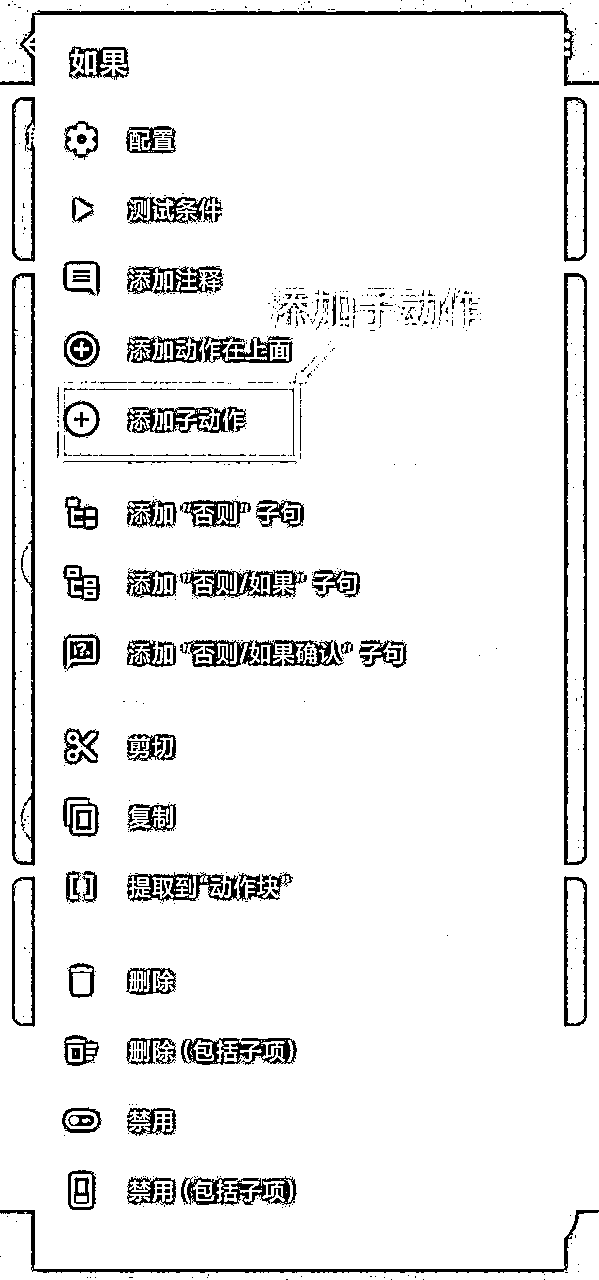 如果
配置
测试条件
添加注释
添加子动作
添加动作在上面
添加子动作
添加 "否则" 子句
添加 "否则/如果" 子句
添加 "否则/如果确认" 子句
剪切
复制
提取到“动作块”
删除
删除 (包括子项)
禁用
禁用 (包括子项)